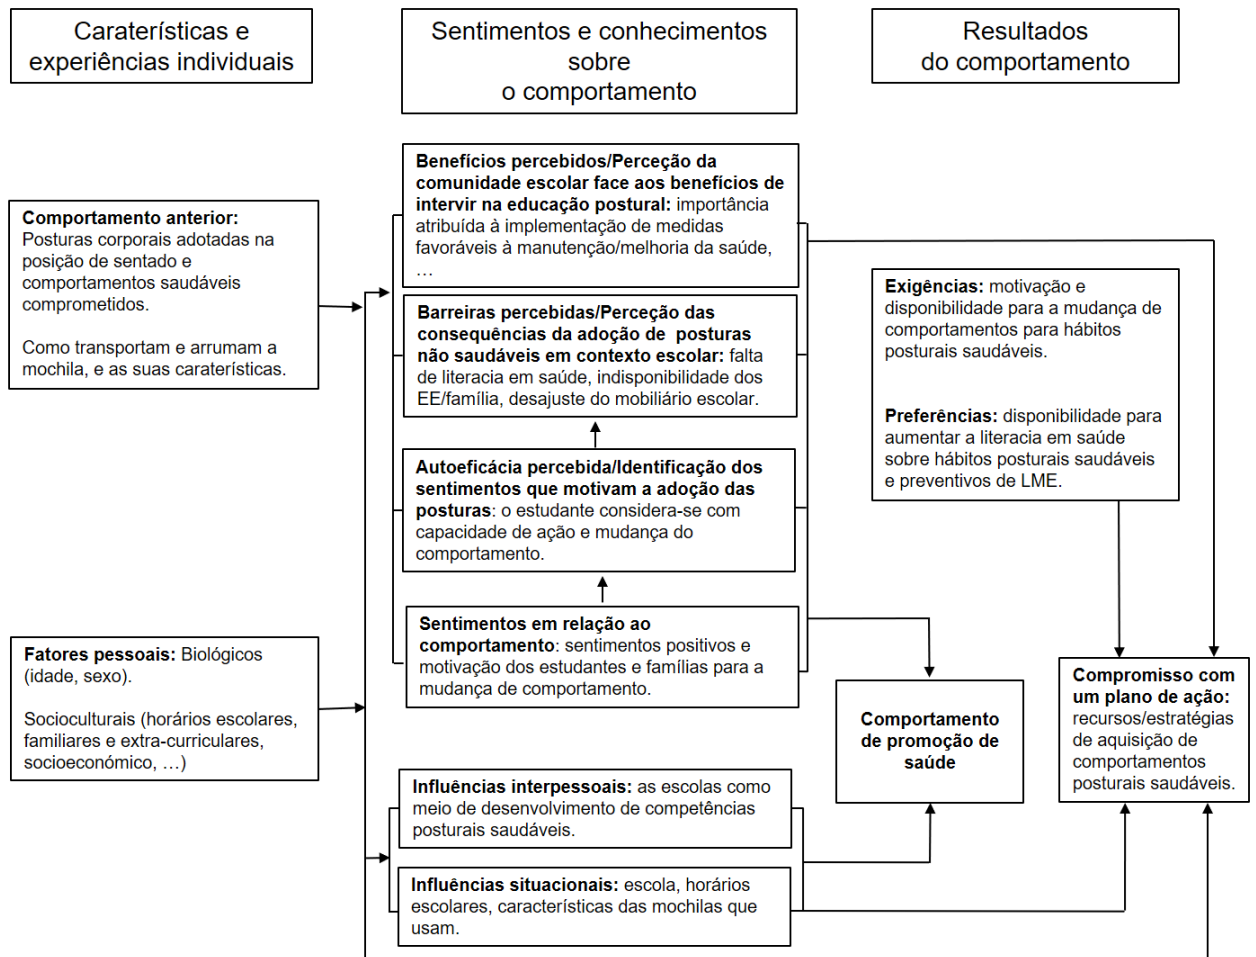 Caraterísticas e
experiências individuais
Sentimentos e conhecimentos
sobre
o comportamento
Resultados
do comportamento
Comportamento anterior:
Posturas corporais adotadas na
posição de sentado e
comportamentos saudáveis
comprometidos.
Como transportam e arrumam a
mochila, e as suas caraterísticas.
Fatores pessoais: Biológicos
(idade, sexo).
Socioculturais (horários escolares,
familiares e extra-curriculares,
socioeconómico, …)
Benefícios percebidos/Perceção da
comunidade escolar face aos benefícios de
intervir na educação postural: importância
atribuída à implementação de medidas
favoráveis à manutenção/melhoria da saúde,
…
Barreiras percebidas/Perceção das
consequências da adoção de posturas
não saudáveis em contexto escolar: falta
de literacia em saúde, indisponibilidade dos
EE/família, desajuste do mobiliário escolar.
Autoeficácia percebida/Identificação dos
sentimentos que motivam a adoção das
posturas: o estudante considera-se com
capacidade de ação e mudança do
comportamento.
Sentimentos em relação ao
comportamento: sentimentos positivos e
motivação dos estudantes e famílias para a
mudança de comportamento.
Influências interpessoais: as escolas como
meio de desenvolvimento de competências
posturais saudáveis.
Influências situacionais: escola, horários
escolares, características das mochilas que
usam.
Exigências: motivação e
disponibilidade para a mudança de
comportamentos para hábitos
posturais saudáveis.
Preferências: disponibilidade para
aumentar a literacia em saúde
sobre hábitos posturais saudáveis
e preventivos de LME.
Comportamento
de promoção de
saúde
Compromisso com
um plano de ação:
recursos/estratégias
de aquisição de
comportamentos
posturais saudáveis.